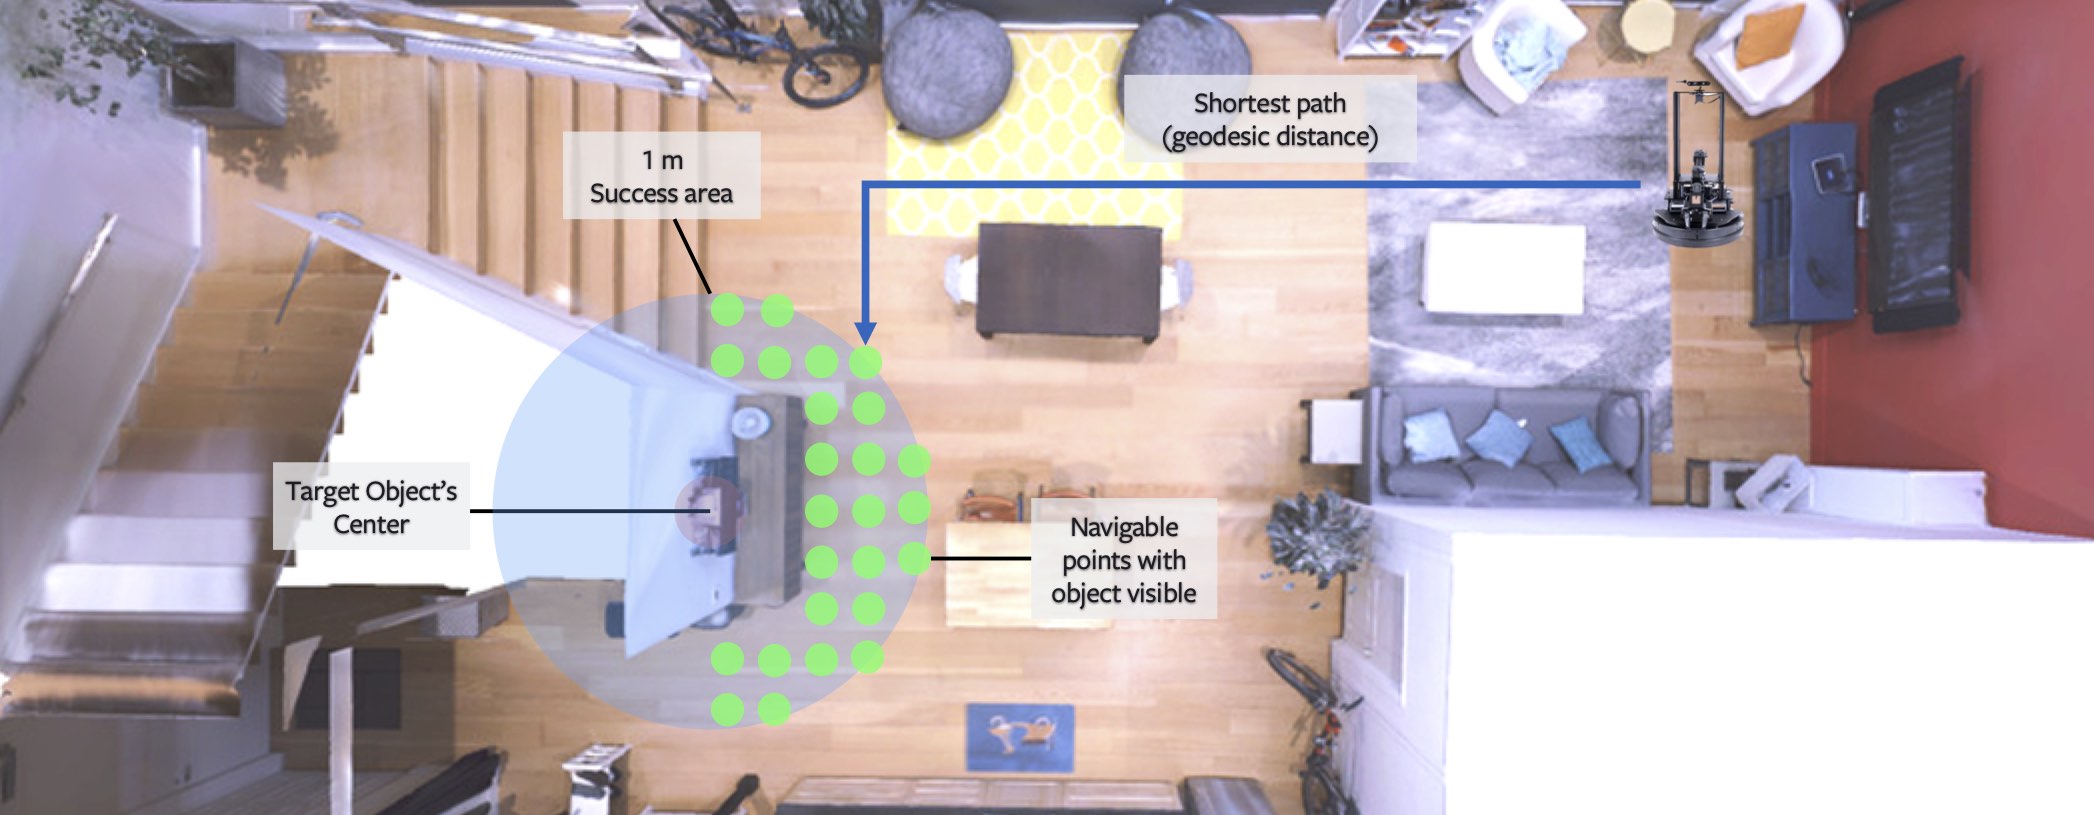 Shortest path
(geodesic distance)
1 m
Success area
Target Object's
Center
Navigable
points with
object visible